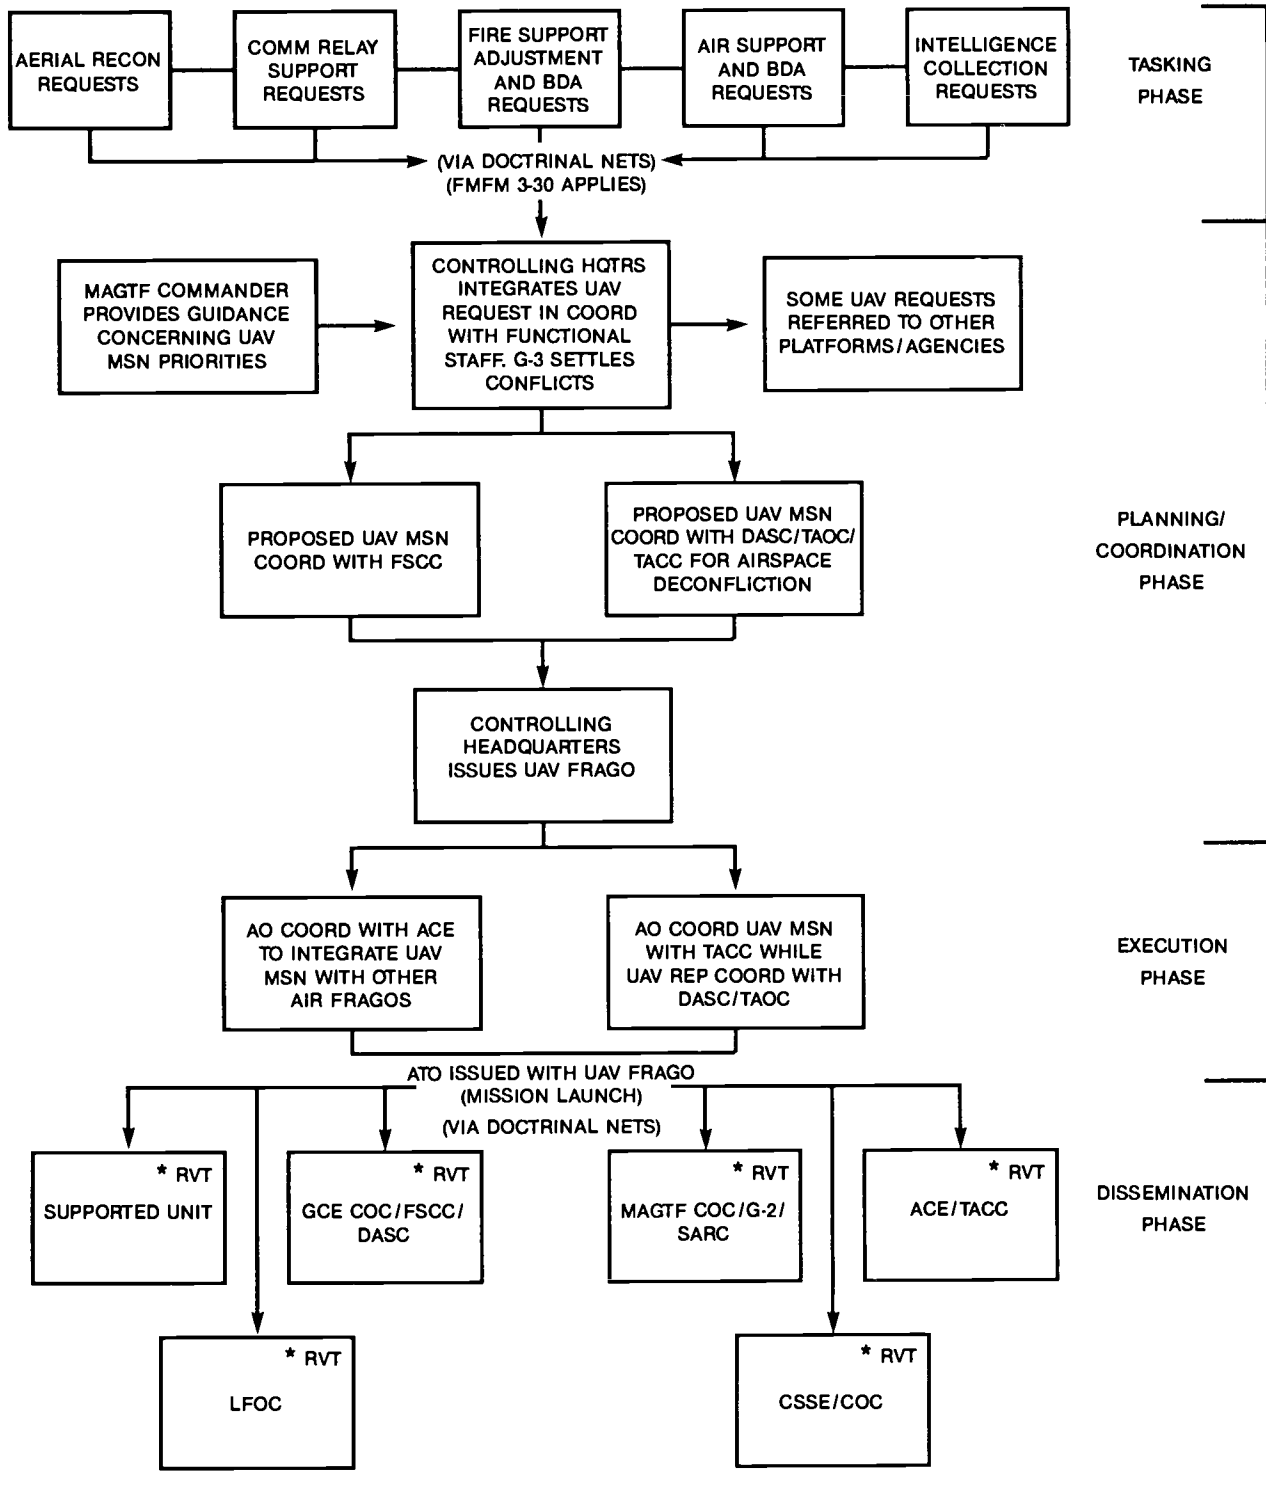 AERIAL RECON
REQUESTS
COMM RELAY
SUPPORT
REQUESTS
FIRE SUPPORT
ADJUSTMENT
AND BDA
REQUESTS
AIR SUPPORT
AND BDA
REQUESTS
INTELLIGENCE
COLLECTION
REQUESTS
TASKING
PHASE
(VIA DOCTRINAL NETS)
(FMFM 3-30 APPLIES)
MAGTF COMMANDER
PROVIDES GUIDANCE
CONCERNING UAV
MSN PRIORITIES
CONTROLLING HQTRS
INTEGRATES UAV
REQUEST IN COORD
WITH FUNCTIONAL
STAFF. G-3 SETTLES
CONFLICTS
SOME UAV REQUESTS
REFERRED TO OTHER
PLATFORMS/AGENCIES
PROPOSED UAV MSN
COORD WITH FSCC
PROPOSED UAV MSN
COORD WITH DASC/TAOC/
TACC FOR AIRSPACE
DECONFLICTION
PLANNING/
COORDINATION
PHASE
CONTROLLING
HEADQUARTERS
ISSUES UAV FRAGO
AO COORD WITH ACE
TO INTEGRATE UAV
MSN WITH OTHER
AIR FRAGOS
AO COORD UAV MSN
WITH TACC WHILE
UAV REP COORD WITH
DASC/TAOC
EXECUTION
PHASE
ATO ISSUED WITH UAV FRAGO
(MISSION LAUNCH)
(VIA DOCTRINAL NETS)
* RVT
SUPPORTED UNIT
* RVT
GCE COC/FSCC/
DASC
* RVT
MAGTF COC/G-2/
SARC
* RVT
ACE/TACC
DISSEMINATION
PHASE
* RVT
LFOC
* RVT
CSSE/COC